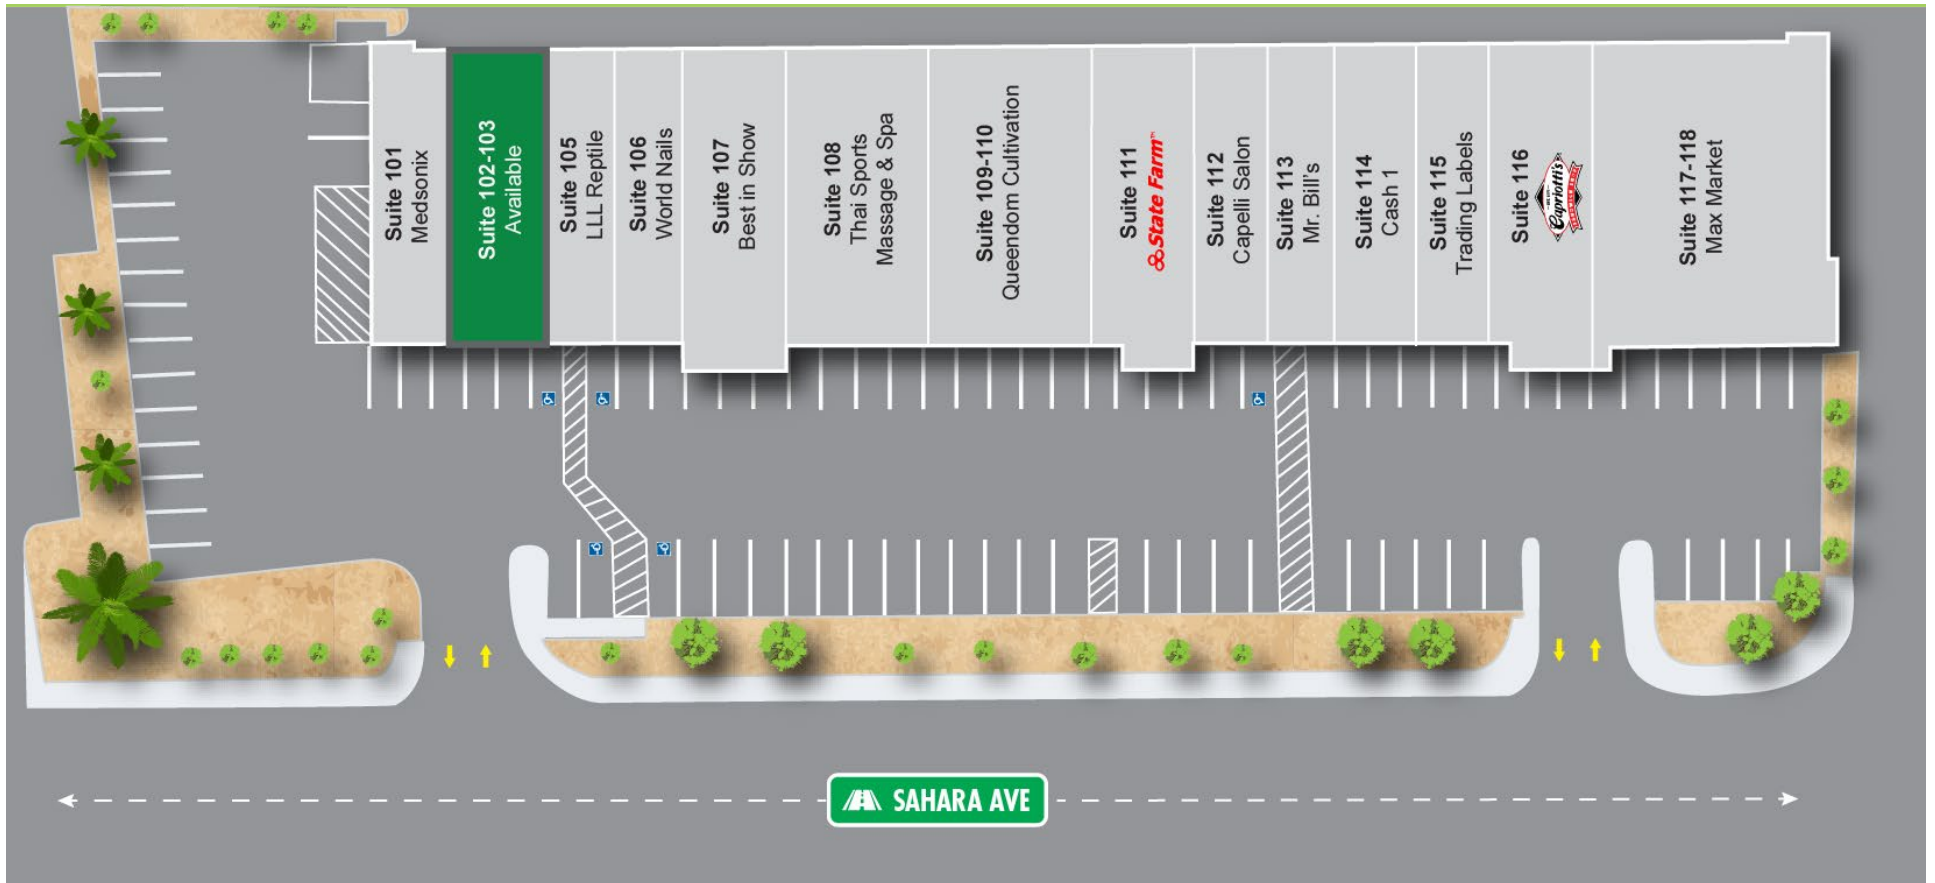 Suite 101
Medsonix
Suite 102-103
Available
Suite 105
LLL Reptile
Suite 106
World Nails
Suite 107
Best in Show
Suite 108
Thai Sports
Massage & Spa
Suite 109-110
Queendom Cultivation
Suite 111
State Farm™
Suite 112
Capelli Salon
Suite 113
Mr. Bill's
Suite 114
Cash 1
Suite 115
Trading Labels
Suite 116
Capriotti's
Suite 117-118
Max Market
SAHARA AVE